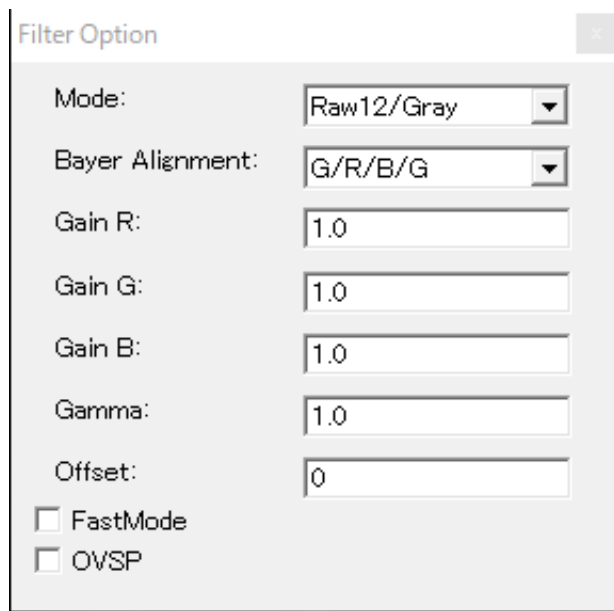 Filter Option
x
Mode: Raw12/Gray
Bayer Alignment: G/R/B/G
Gain R: 1.0
Gain G: 1.0
Gain B: 1.0
Gamma: 1.0
Offset: 0
FastMode
OVSP